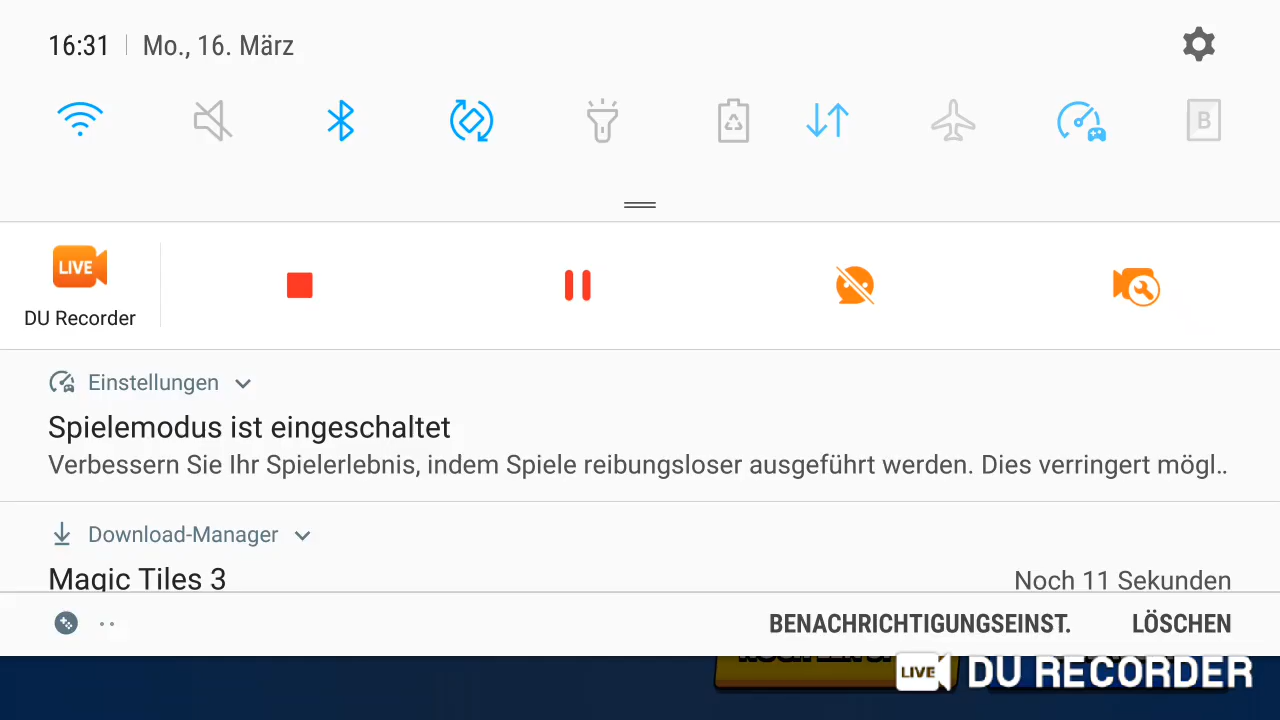 16:31 Mo., 16. März
B
LIVE
DU Recorder
Einstellungen
Spielemodus ist eingeschaltet
Verbessern Sie Ihr Spielerlebnis, indem Spiele reibungsloser ausgeführt werden. Dies verringert mögl..
Download-Manager
Magic Tiles 3 Noch 11 Sekunden
BENACHRICHTIGUNGSEINST. LÖSCHEN
LIVE DU RECORDER